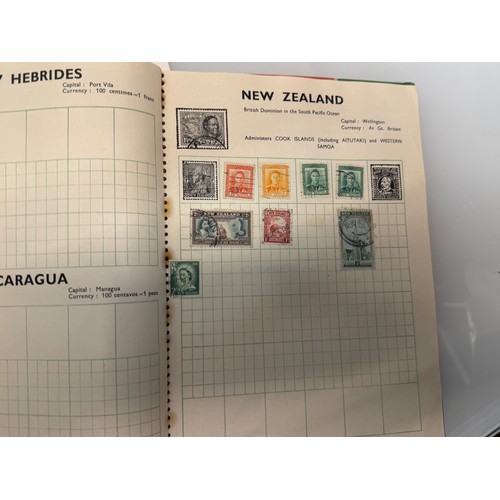 HEBRIDES
Capital : Port Vila
Currency : 100 centimes=1 franc
CARAGUA
Capital : Managua
Currency : 100 centavos=1 peso
NEW ZEALAND
British Dominion in the South Pacific Ocean
Capital : Wellington
Currency : As Gt. Britain
Administers COOK ISLANDS (including AITUTAKI) and WESTERN
SAMOA
NEW ZEALAND